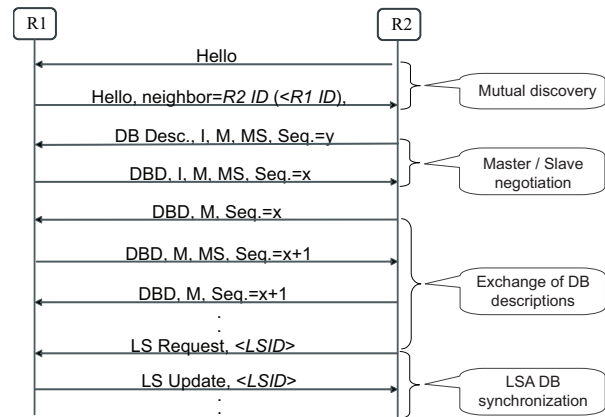 R1
R2
Hello
Hello, neighbor=R2 ID (<R1 ID),
Mutual discovery
DB Desc., I, M, MS, Seq.=y
DBD, I, M, MS, Seq.=x
Master / Slave
negotiation
DBD, M, Seq.=x
DBD, M, MS, Seq.=x+1
DBD, M, Seq.=x+1
:
Exchange of DB
descriptions
LS Request, <LSID>
LS Update, <LSID>
:
LSA DB
synchronization